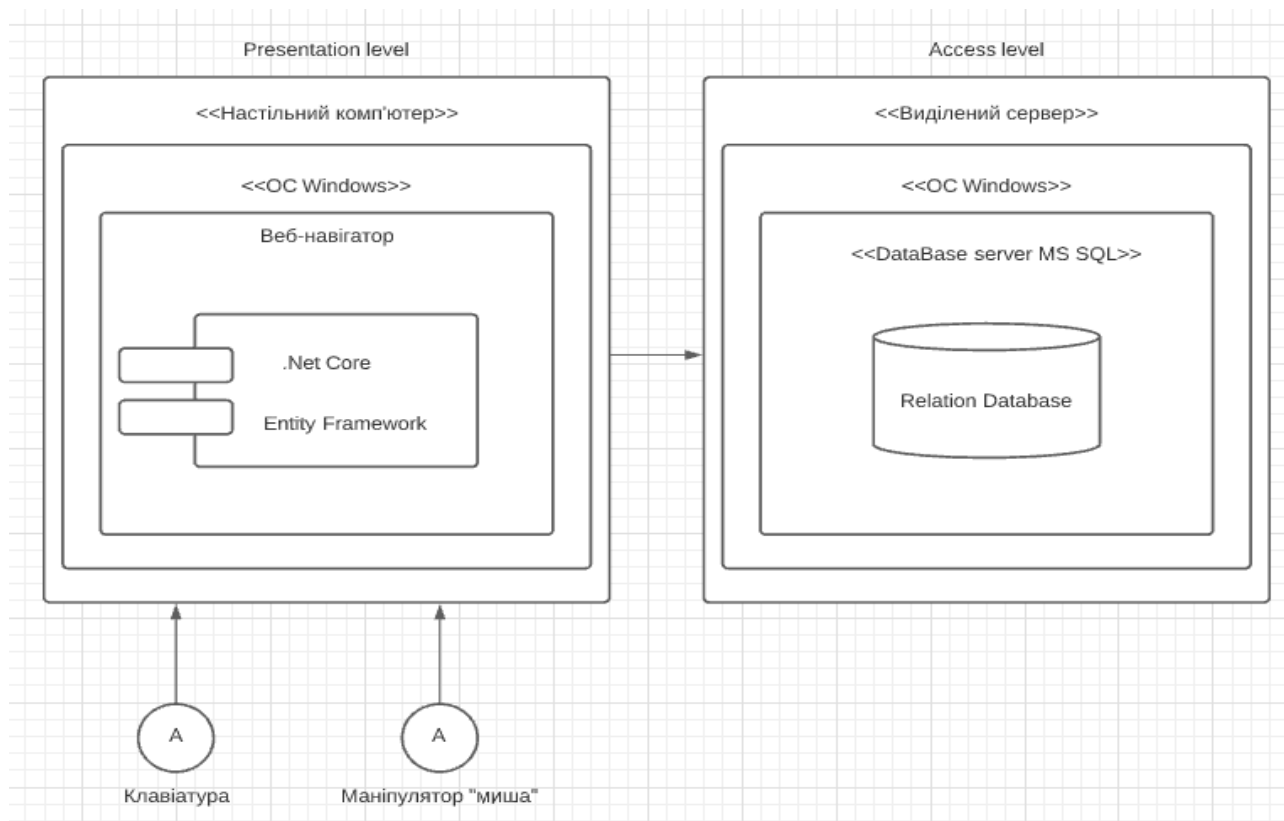 Presentation level
Access level
<<Настільний комп'ютер>>
<<Виділений сервер>>
<<ОС Windows>>
<<ОС Windows>>
Веб-навігатор
<<DataBase server MS SQL>>
.Net Core
Entity Framework
Relation Database
A
A
Клавіатура
Маніпулятор "миша"